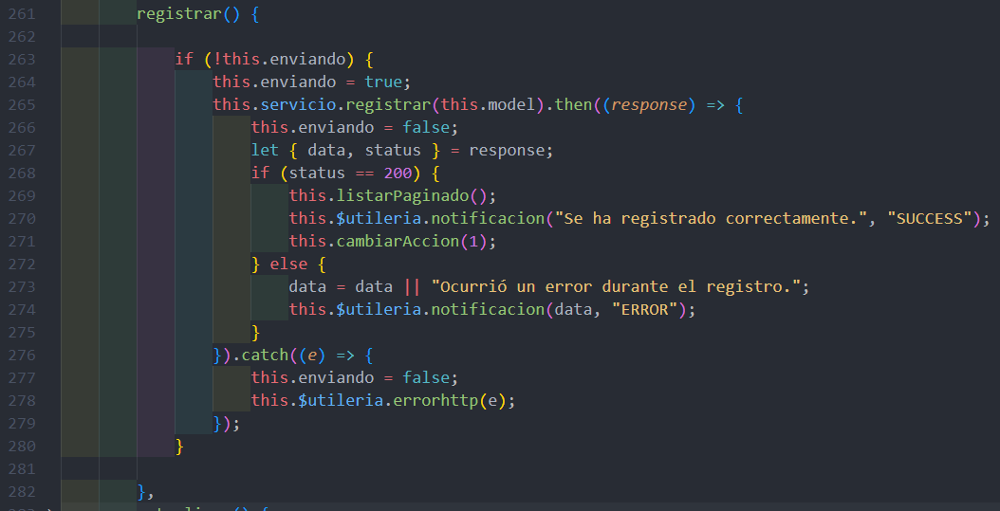 261 registrar() {
262
263 if (!this.enviando) {
264 this.enviando = true;
265 this.servicio.registrar(this.model).then((response) => {
266 this.enviando = false;
267 let { data, status } = response;
268 if (status == 200) {
269 this.listarPaginado();
270 this.$utileria.notificacion("Se ha registrado correctamente.", "SUCCESS");
271 this.cambiarAccion(1);
272 } else {
273 data = data || "Ocurrió un error durante el registro.";
274 this.$utileria.notificacion(data, "ERROR");
275 }
276 }).catch((e) => {
277 this.enviando = false;
278 this.$utileria.errorhttp(e);
279 });
280 }
281
282 },